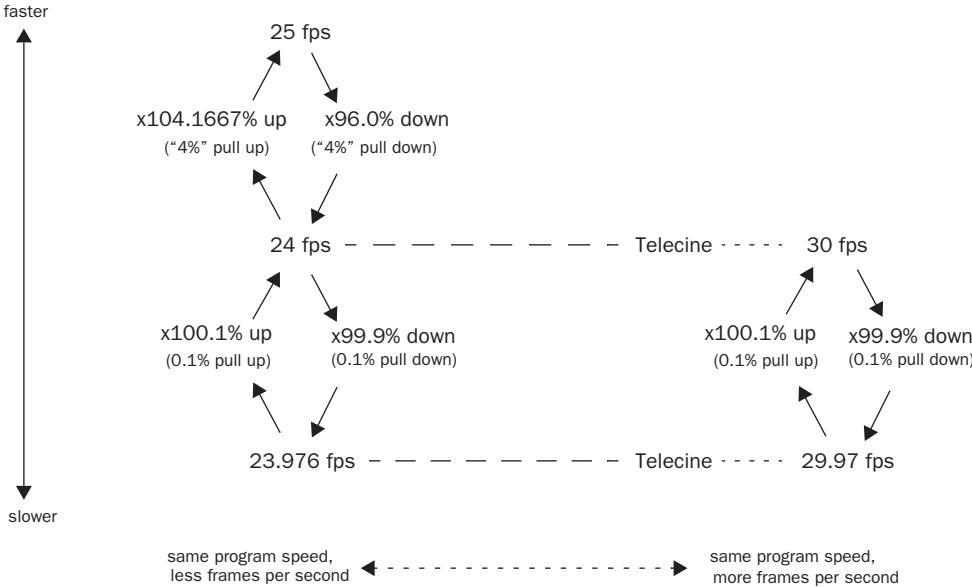 faster
25 fps
x104.1667% up
(“4%” pull up)
x96.0% down
(“4%” pull down)
24 fps
Telecine
30 fps
x100.1% up
(0.1% pull up)
x99.9% down
(0.1% pull down)
x100.1% up
(0.1% pull up)
x99.9% down
(0.1% pull down)
23.976 fps
Telecine
29.97 fps
slower
same program speed,
less frames per second
same program speed,
more frames per second